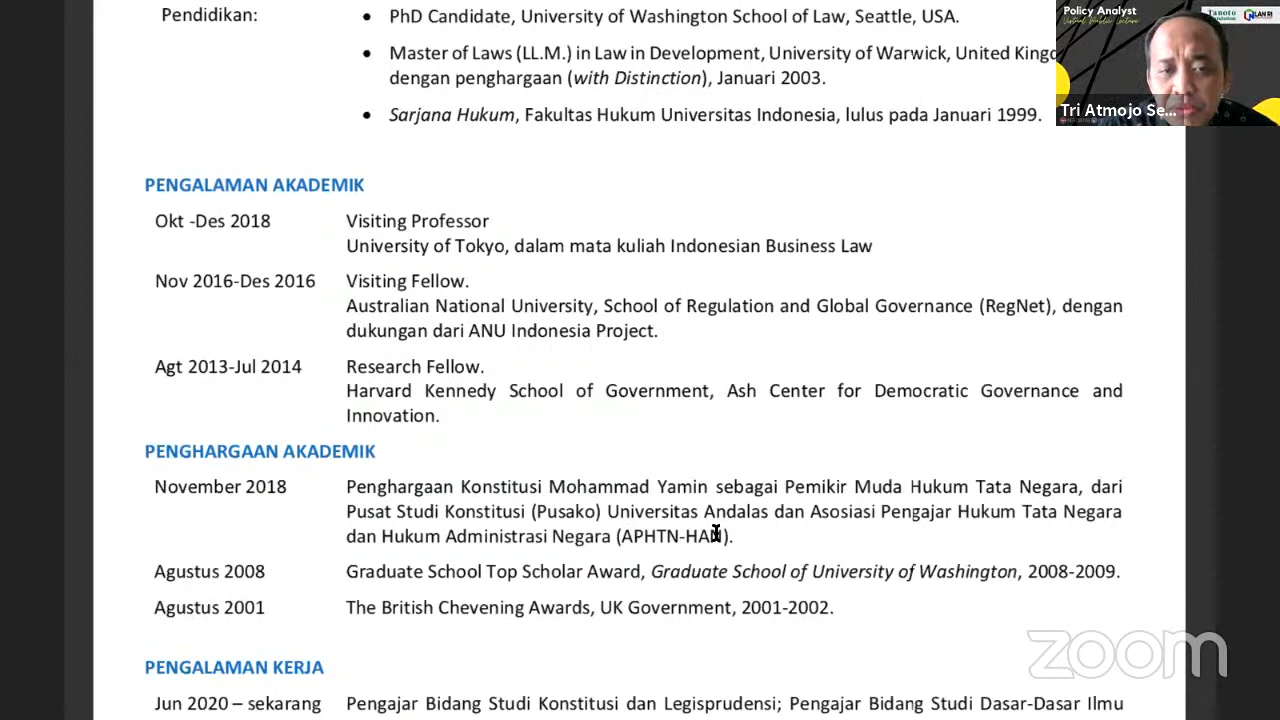 Pendidikan:
• PhD Candidate, University of Washington School of Law, Seattle, USA.
• Master of Laws (LL.M.) in Law in Development, University of Warwick, United Kingdo
dengan penghargaan (with Distinction), Januari 2003.
• Sarjana Hukum, Fakultas Hukum Universitas Indonesia, lulus pada Januari 1999.
Policy Analyst
Virtual Public Lecture
Tanoto
Foundation
LAN RI
Tri Atmojo Se...
PENGALAMAN AKADEMIK
Okt -Des 2018 Visiting Professor
University of Tokyo, dalam mata kuliah Indonesian Business Law
Nov 2016-Des 2016 Visiting Fellow.
Australian National University, School of Regulation and Global Governance (RegNet), dengan
dukungan dari ANU Indonesia Project.
Agt 2013-Jul 2014 Research Fellow.
Harvard Kennedy School of Government, Ash Center for Democratic Governance and
Innovation.
PENGHARGAAN AKADEMIK
November 2018 Penghargaan Konstitusi Mohammad Yamin sebagai Pemikir Muda Hukum Tata Negara, dari
Pusat Studi Konstitusi (Pusako) Universitas Andalas dan Asosiasi Pengajar Hukum Tata Negara
dan Hukum Administrasi Negara (APHTN-HAN).
Agustus 2008 Graduate School Top Scholar Award, Graduate School of University of Washington, 2008-2009.
Agustus 2001 The British Chevening Awards, UK Government, 2001-2002.
zoom
PENGALAMAN KERJA
Jun 2020 – sekarang Pengajar Bidang Studi Konstitusi dan Legisprudensi; Pengajar Bidang Studi Dasar-Dasar Ilmu